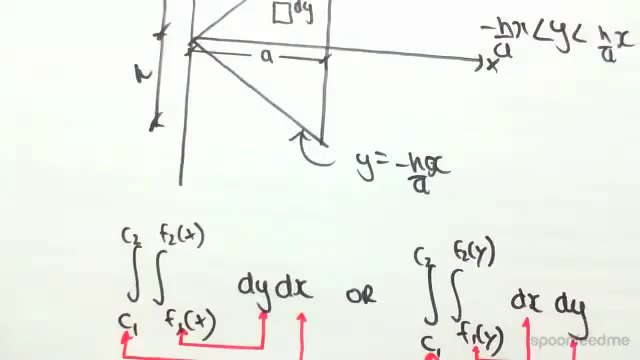 dy
-h/a x < y < h/a x
a
x
h
y = -hx/a
∫_{c1}^{c2} ∫_{f1(x)}^{f2(x)} dy dx OR ∫_{c1}^{c2} ∫_{f1(y)}^{f2(y)} dx dy
spoonfeedme